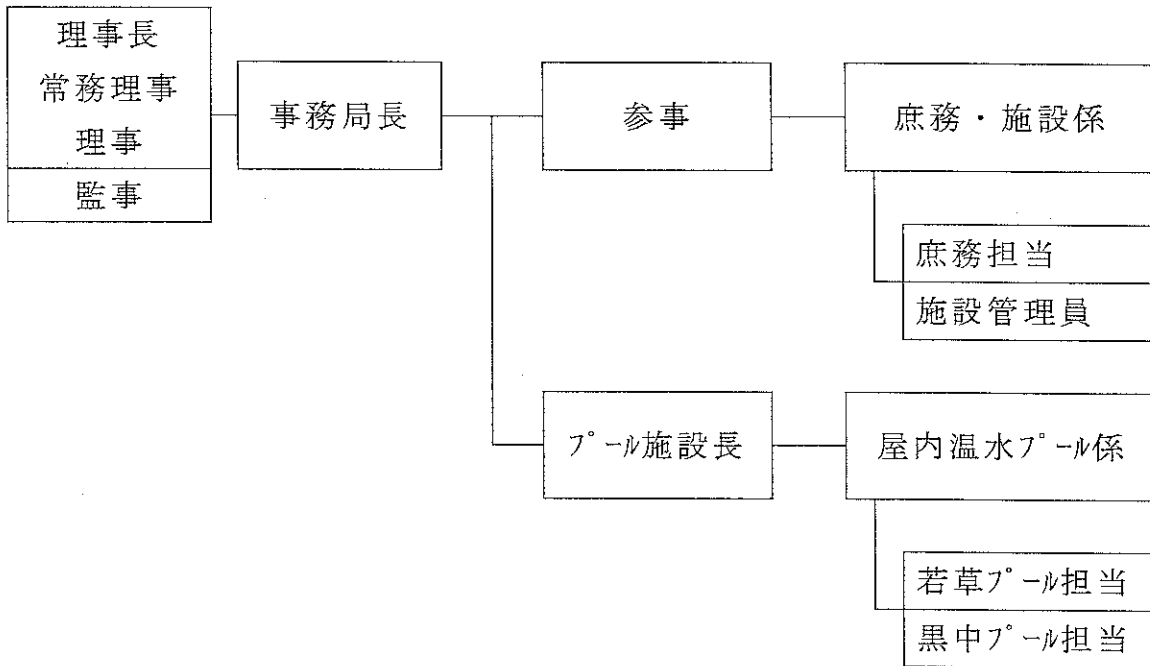 理事長
常務理事
理事
監事
事務局長
参事
庶務・施設係
庶務担当
施設管理員
プール施設長
屋内温水プール係
若草プール担当
黒中プール担当